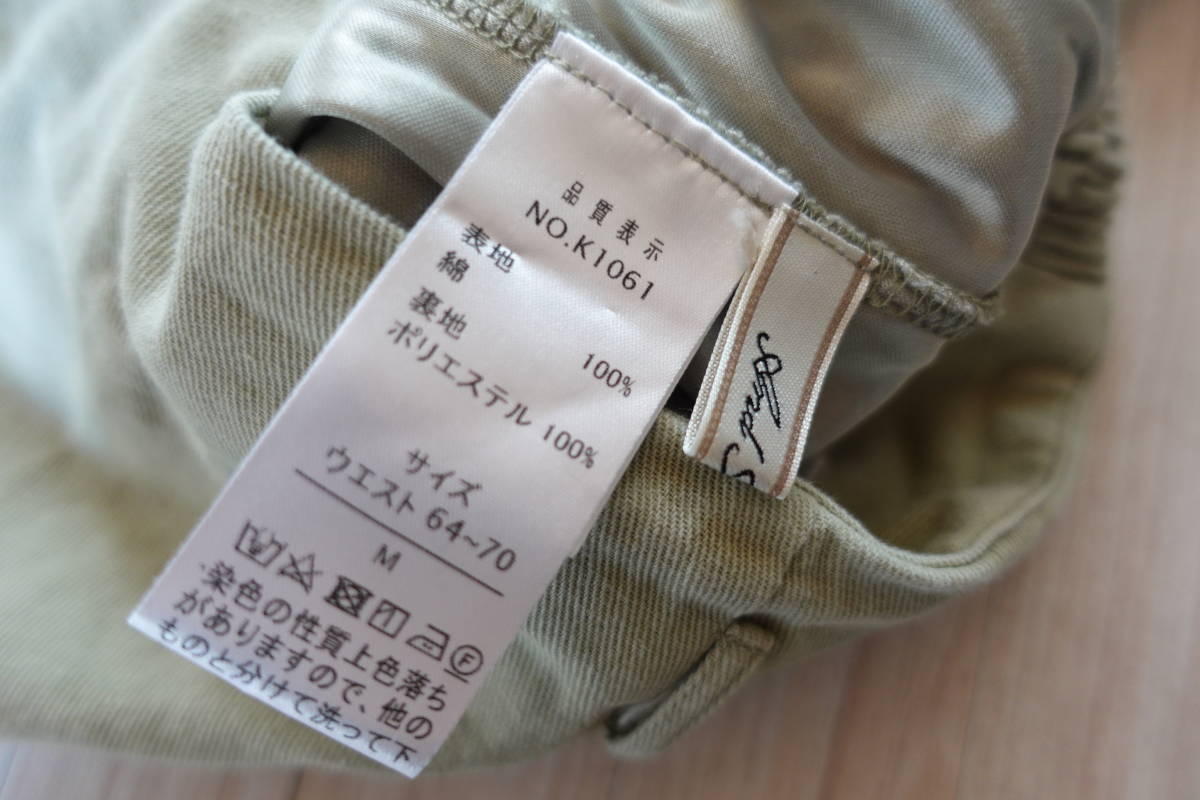 品質表示
NO.K1061
表地
綿 100%
裏地
ポリエステル 100%
サイズ
ウエスト 64~70
M
F
染色の性質上色落ち
がありますので、他の
ものと分けて洗って下
And